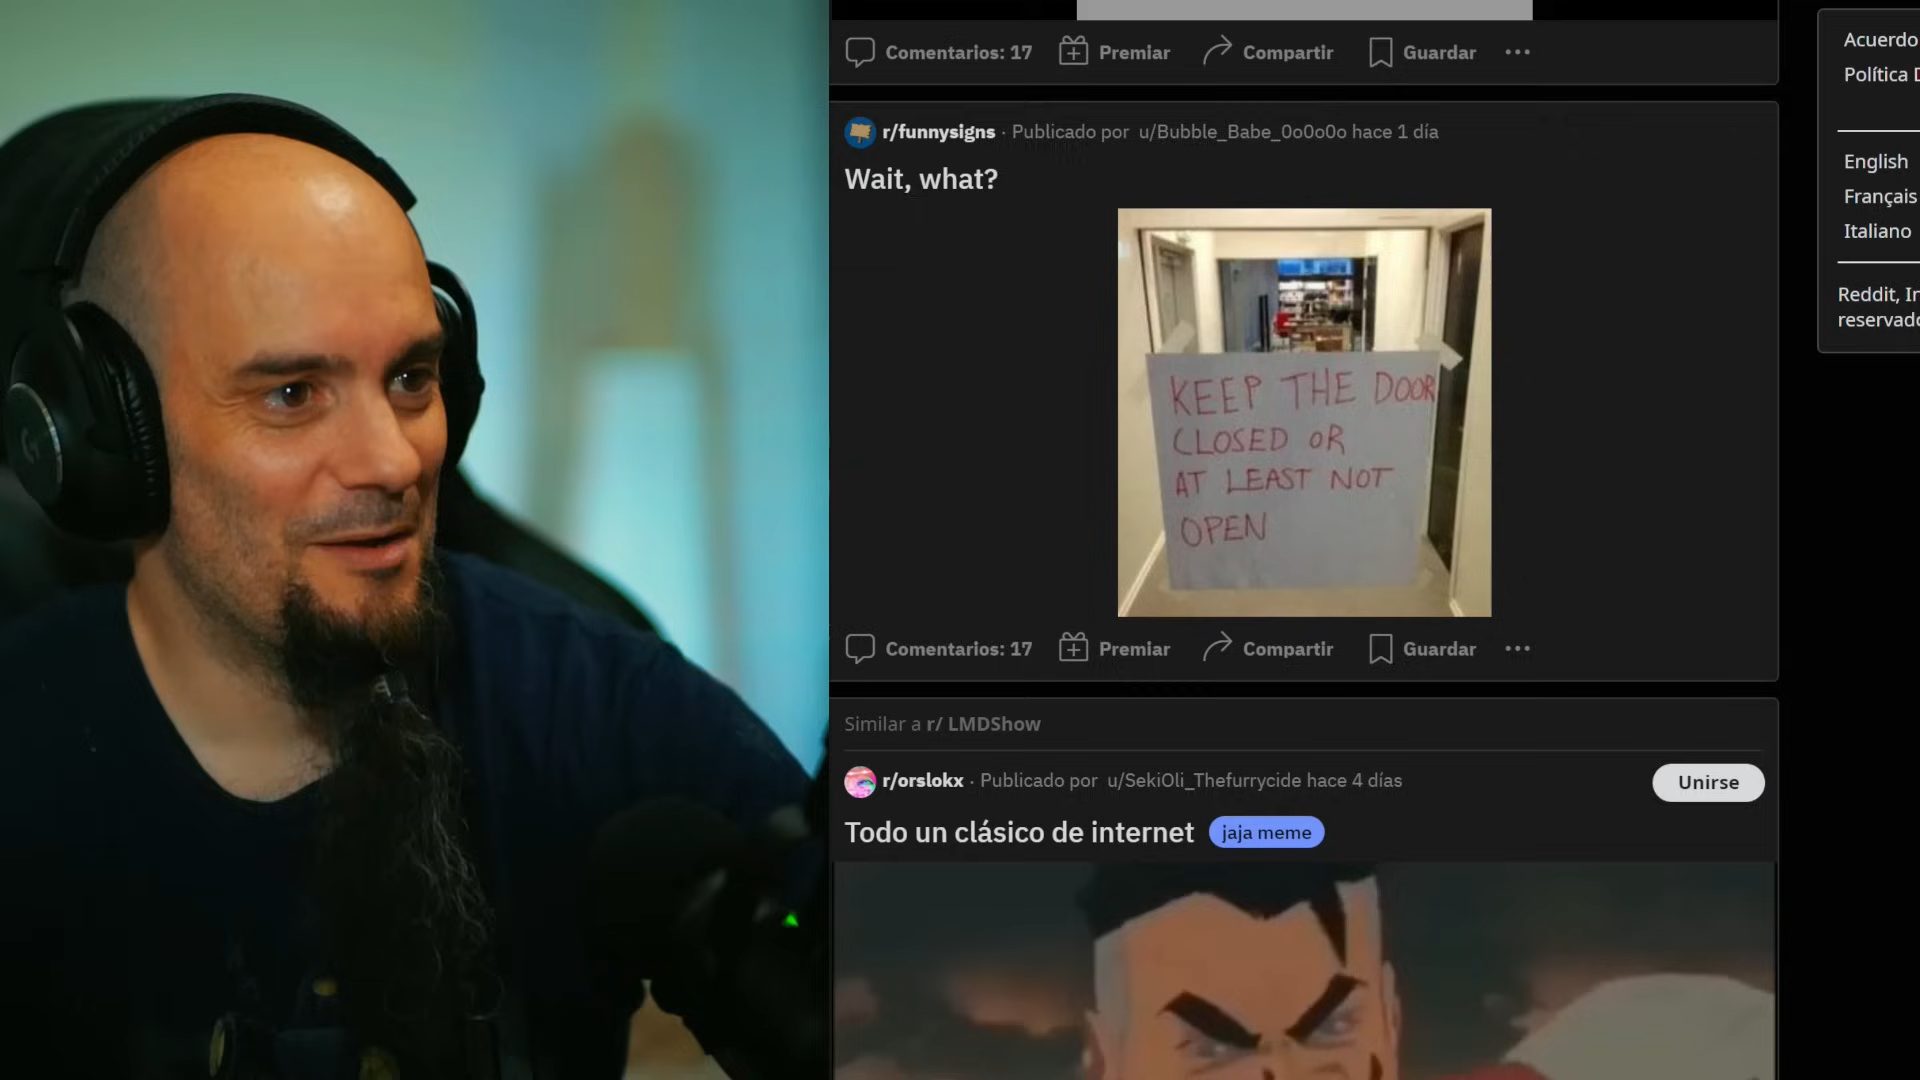 Comentarios: 17 Premiar Compartir Guardar
r/funnysigns · Publicado por u/Bubble_Babe_0o0o0o hace 1 día
Wait, what?
KEEP THE DOOR
CLOSED OR
AT LEAST NOT
OPEN
Comentarios: 17 Premiar Compartir Guardar
Similar a r/ LMDShow
r/orslokx · Publicado por u/SekiOli_Thefurrycide hace 4 días
Unirse
Todo un clásico de internet jaja meme
Acuerdo
Política
English
Français
Italiano
Reddit,